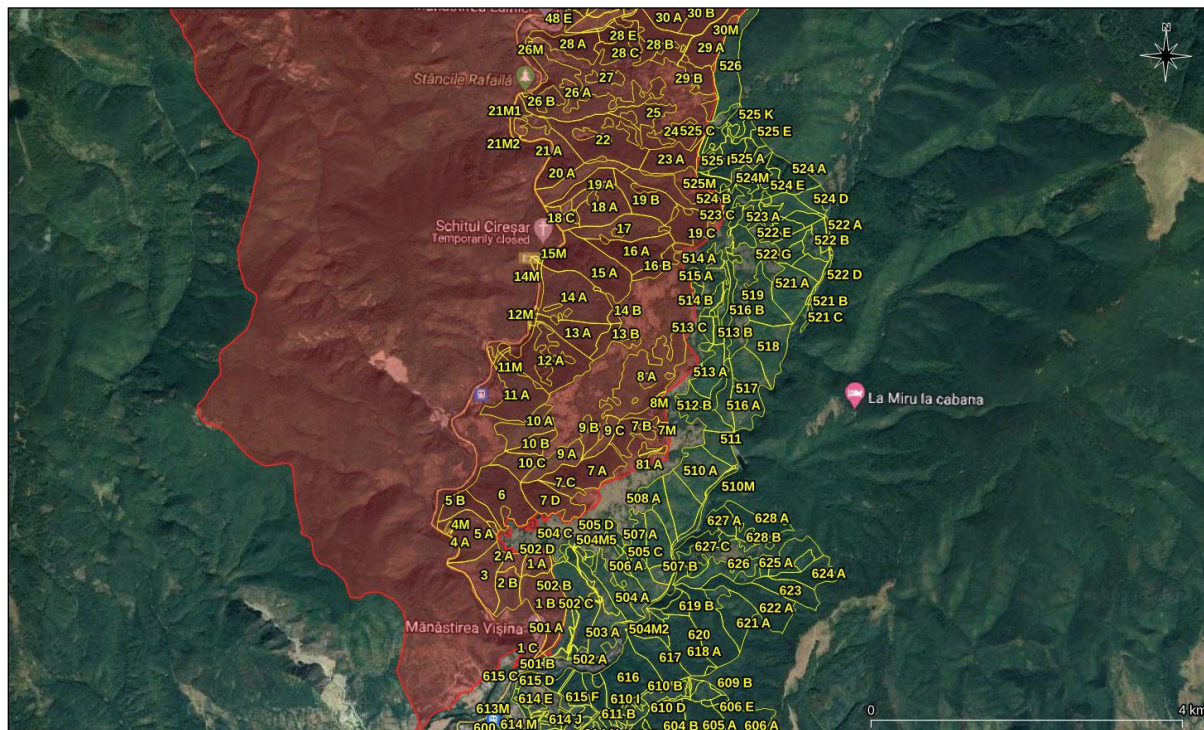 Mănăstirea Lainici
48 E
30 A
30 B
28 E
30M
28 A
28 B
26M
28 C
29 A
526
Stâncile Rafailă
27
29 B
26 A
26 B
21M1
25
525 K
24
525 C
525 E
22
21M2
21 A
23 A
525 A
524 A
20 A
524M
19 A
525M
524 E
19 B
524 B
524 D
18 A
18 C
523 C
523 A
Schitul Cireșar
Temporarily closed
17
19 C
522 E
522 A
522 B
15M
16 A
514 A
522 G
16 B
14M
15 A
515 A
522 D
521 A
14 A
514 B
519
521 B
14 B
516 B
12M
521 C
13 A
13 B
513 C
513 B
518
12 A
11M
8 A
513 A
11 A
517
La Miru la cabana
8M
512 B
516 A
10 A
9 B
9 C
7 B
7M
10 B
511
9 A
10 C
7 A
81 A
510 A
7 C
510M
5 B
6
7 D
508 A
4M
505 D
627 A
628 A
5 A
504 C
504M5
507 A
628 B
4 A
502 D
505 C
627 C
2 A
1 A
506 A
507 B
626
625 A
3
624 A
2 B
502 B
623
1 B
502 C
504 A
619 B
622 A
Mănăstirea Vișina
501 A
503 A
504M2
621 A
620
1 C
618 A
501 B
502 A
617
615 C
615 D
616
609 B
610 B
614 E
615 F
610 I
613M
610 D
606 E
614 J
611 B
600
614 M
604 B
605 A
606 A
N
0
4 km